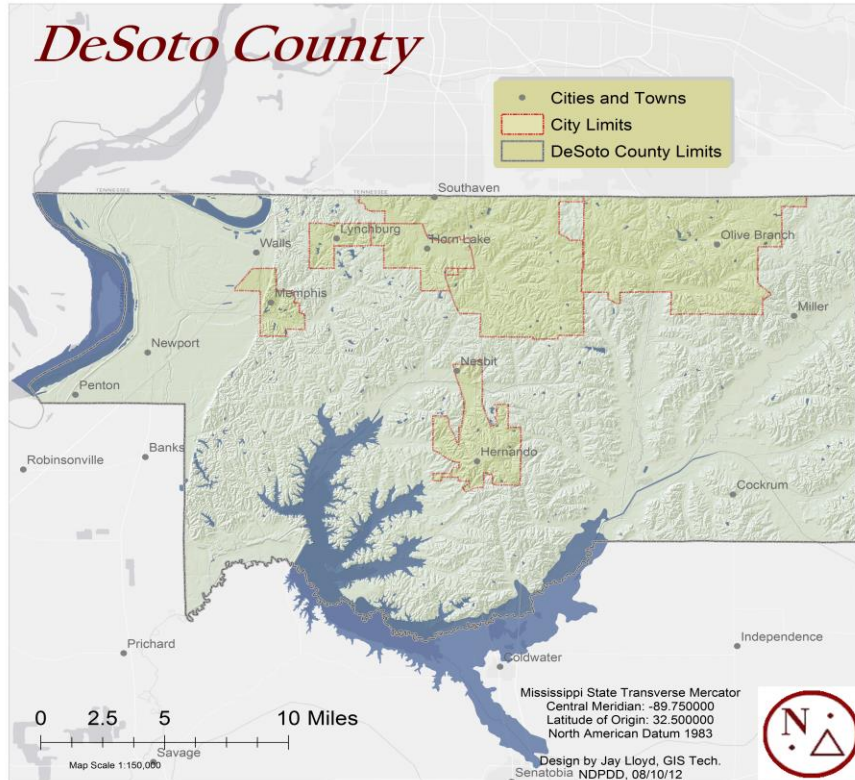 DeSoto County
Cities and Towns
City Limits
DeSoto County Limits
TENNESSEE
TENNESSEE
Southaven
Lynchburg
Horn Lake
Olive Branch
Walls
Memphis
Miller
Newport
Nesbit
Penton
Banks
Robinsonville
Hernando
Cockrum
Prichard
Independence
Coldwater
0 2.5 5 10 Miles
Map Scale 1:150,000
Savage
Mississippi State Transverse Mercator
Central Meridian: -89.750000
Latitude of Origin: 32.500000
North American Datum 1983
Design by Jay Lloyd, GIS Tech.
NDPDD, 08/10/12
Senatobia
N